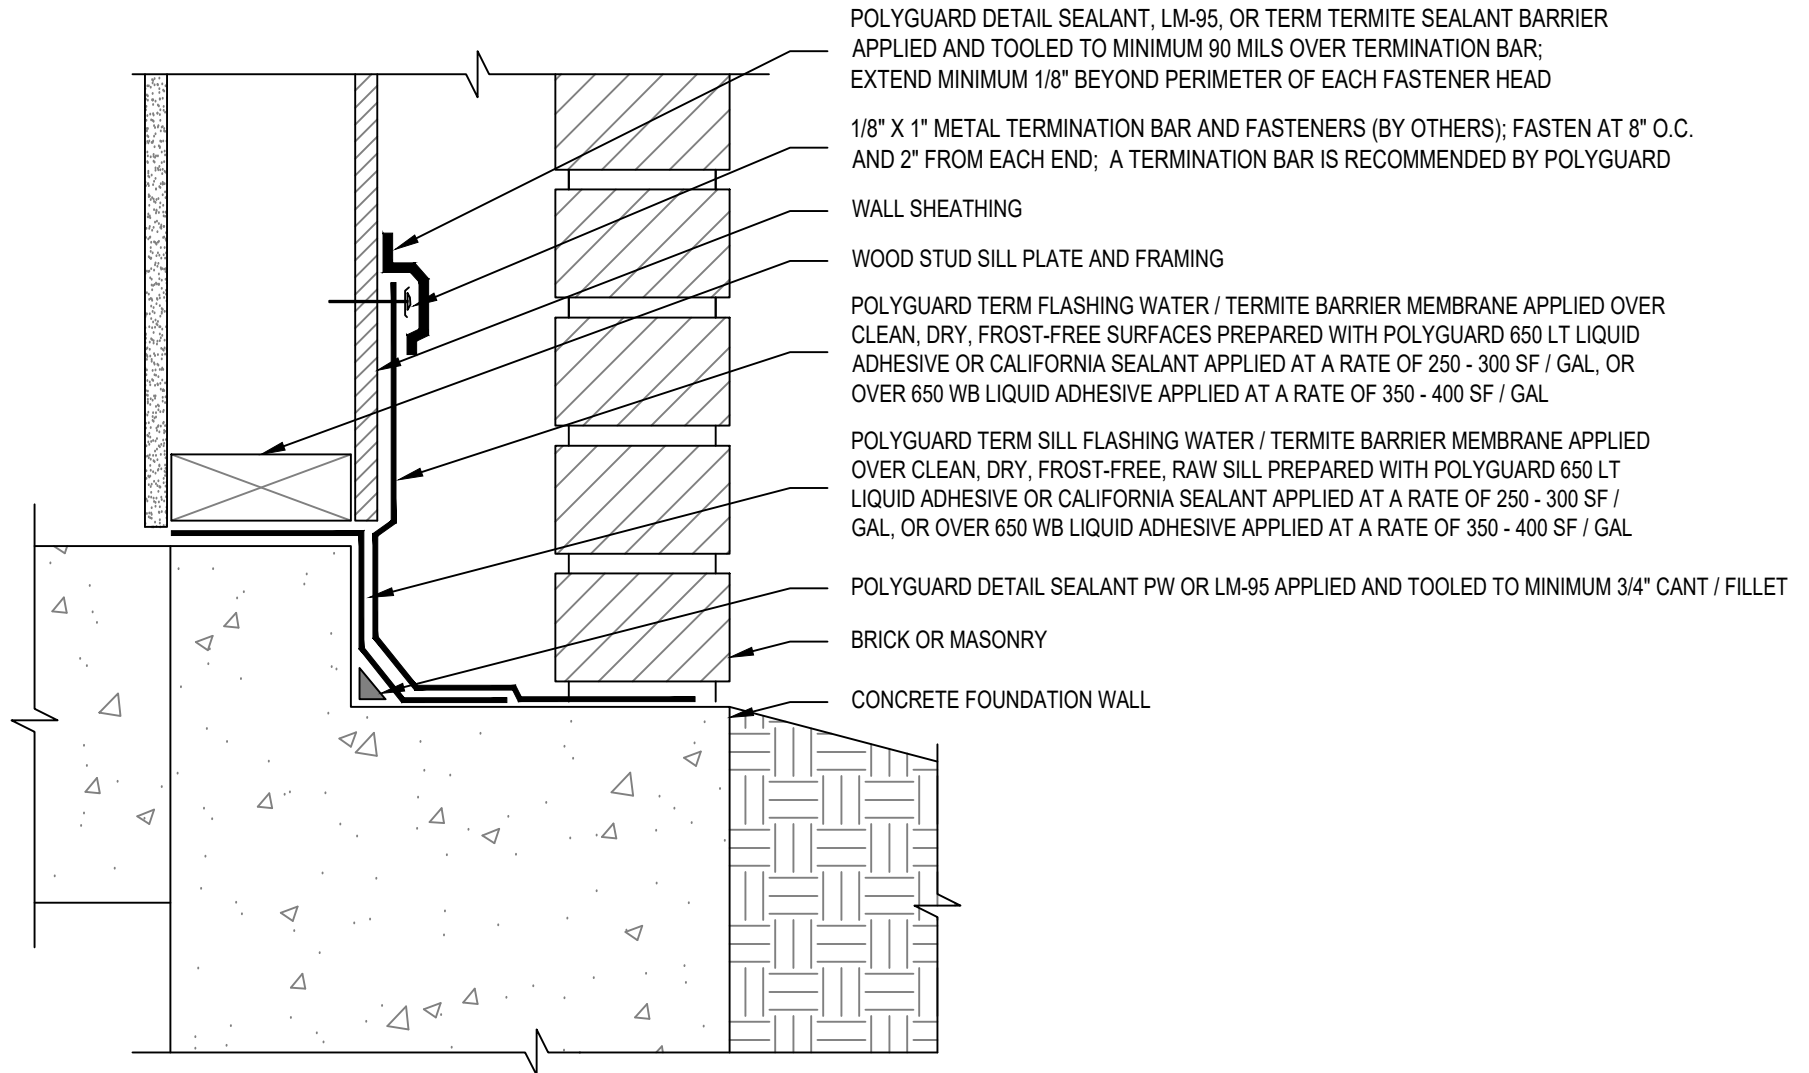 POLYGUARD DETAIL SEALANT, LM-95, OR TERM TERMITE SEALANT BARRIER
APPLIED AND TOOLED TO MINIMUM 90 MILS OVER TERMINATION BAR;
EXTEND MINIMUM 1/8" BEYOND PERIMETER OF EACH FASTENER HEAD
1/8" X 1" METAL TERMINATION BAR AND FASTENERS (BY OTHERS); FASTEN AT 8" O.C.
AND 2" FROM EACH END; A TERMINATION BAR IS RECOMMENDED BY POLYGUARD
WALL SHEATHING
WOOD STUD SILL PLATE AND FRAMING
POLYGUARD TERM FLASHING WATER / TERMITE BARRIER MEMBRANE APPLIED OVER
CLEAN, DRY, FROST-FREE SURFACES PREPARED WITH POLYGUARD 650 LT LIQUID
ADHESIVE OR CALIFORNIA SEALANT APPLIED AT A RATE OF 250 - 300 SF / GAL, OR
OVER 650 WB LIQUID ADHESIVE APPLIED AT A RATE OF 350 - 400 SF / GAL
POLYGUARD TERM SILL FLASHING WATER / TERMITE BARRIER MEMBRANE APPLIED
OVER CLEAN, DRY, FROST-FREE, RAW SILL PREPARED WITH POLYGUARD 650 LT
LIQUID ADHESIVE OR CALIFORNIA SEALANT APPLIED AT A RATE OF 250 - 300 SF /
GAL, OR OVER 650 WB LIQUID ADHESIVE APPLIED AT A RATE OF 350 - 400 SF / GAL
POLYGUARD DETAIL SEALANT PW OR LM-95 APPLIED AND TOOLED TO MINIMUM 3/4" CANT / FILLET
BRICK OR MASONRY
CONCRETE FOUNDATION WALL